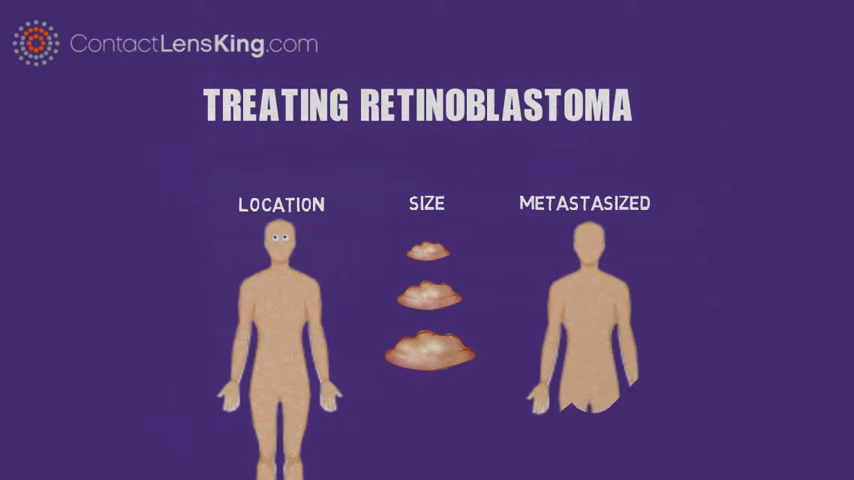 ContactLensKing.com
TREATING RETINOBLASTOMA
LOCATION
SIZE
METASTASIZED